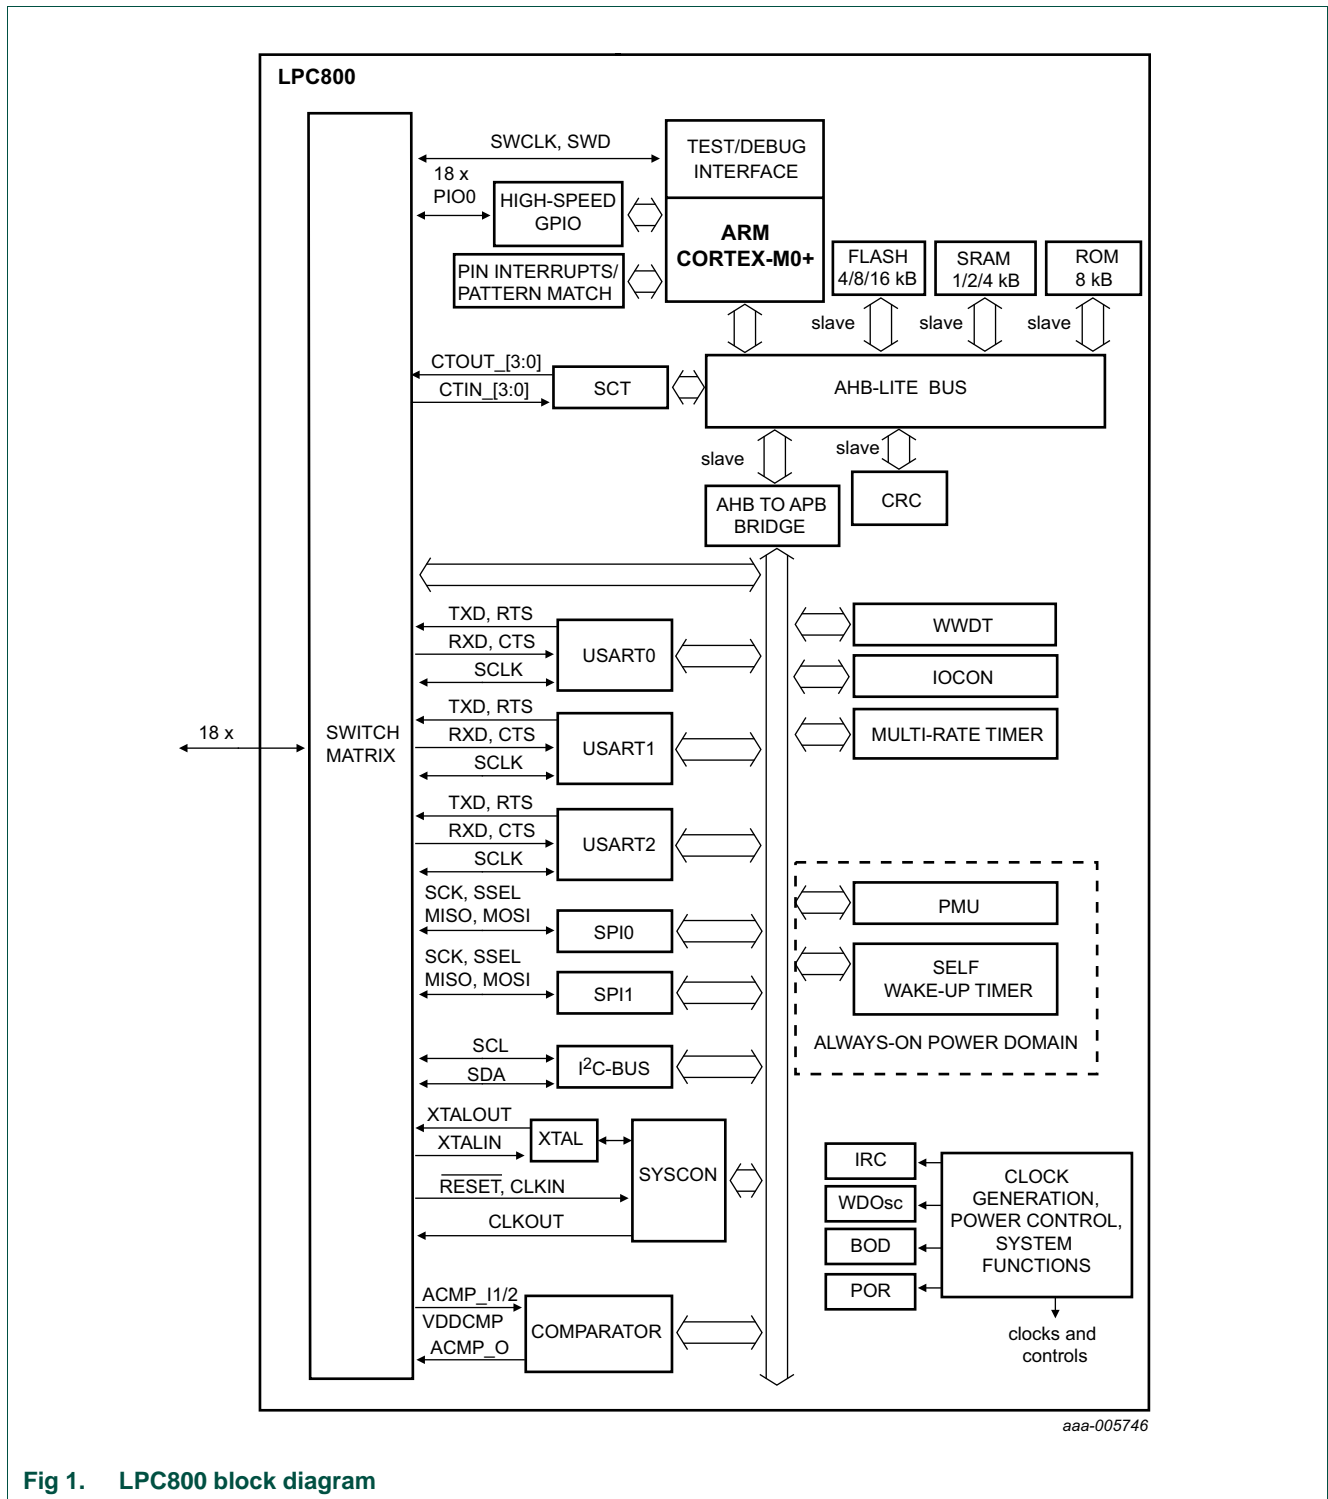 LPC800
SWCLK, SWD
TEST/DEBUG
INTERFACE
18 x
PIO0
HIGH-SPEED
GPIO
ARM
CORTEX-M0+
PIN INTERRUPTS/
PATTERN MATCH
FLASH
4/8/16 kB
SRAM
1/2/4 kB
ROM
8 kB
slave
slave
slave
CTOUT_[3:0]
CTIN_[3:0]
SCT
AHB-LITE BUS
slave
slave
AHB TO APB
BRIDGE
CRC
TXD, RTS
RXD, CTS
SCLK
USART0
WWDT
IOCON
18 x
SWITCH
MATRIX
TXD, RTS
RXD, CTS
SCLK
USART1
MULTI-RATE TIMER
TXD, RTS
RXD, CTS
SCLK
USART2
SCK, SSEL
MISO, MOSI
SPI0
PMU
SCK, SSEL
MISO, MOSI
SPI1
SELF
WAKE-UP TIMER
ALWAYS-ON POWER DOMAIN
SCL
SDA
I2C-BUS
XTALOUT
XTALIN
XTAL
RESET, CLKIN
CLKOUT
SYSCON
IRC
WDOsc
BOD
POR
CLOCK
GENERATION,
POWER CONTROL,
SYSTEM
FUNCTIONS
clocks and
controls
ACMP_I1/2
VDDCMP
ACMP_O
COMPARATOR
aaa-005746
Fig 1. LPC800 block diagram